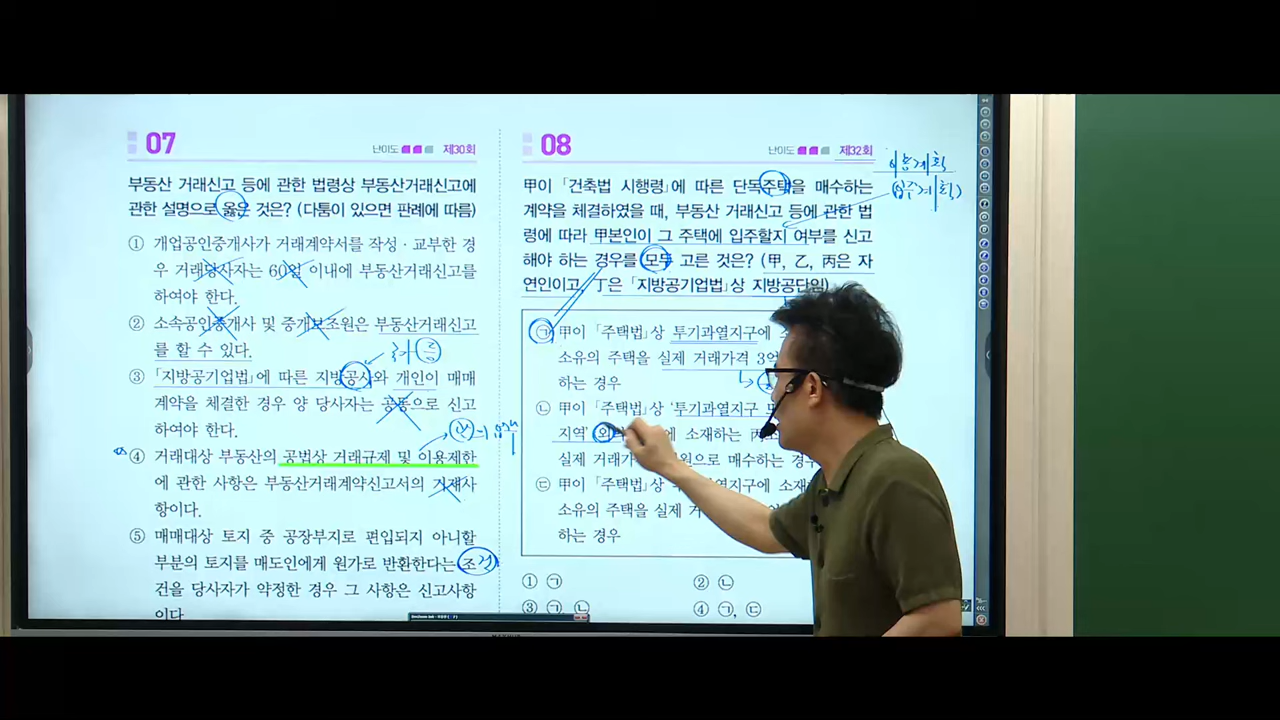 07
난이도 제30회
부동산 거래신고 등에 관한 법령상 부동산거래신고에
관한 설명으로 옳은 것은? (다툼이 있으면 판례에 따름)
① 개업공인중개사가 거래계약서를 작성·교부한 경
우 거래당사자는 60일 이내에 부동산거래신고를
하여야 한다.
② 소속공인중개사 및 중개보조원은 부동산거래신고
를 할 수 있다.
③ 「지방공기업법」에 따른 지방공사와 개인이 매매
계약을 체결한 경우 양 당사자는 공동으로 신고
하여야 한다.
④ 거래대상 부동산의 공법상 거래규제 및 이용제한
에 관한 사항은 부동산거래계약신고서의 기재사
항이다.
⑤ 매매대상 토지 중 공장부지로 편입되지 아니할
부분의 토지를 매도인에게 원가로 반환한다는 조
건을 당사자가 약정한 경우 그 사항은 신고사항
이다
08
난이도 제32회
이용계획
(입주계획)
甲이 「건축법 시행령」에 따른 단독주택을 매수하는
계약을 체결하였을 때, 부동산 거래신고 등에 관한 법
령에 따라 甲본인이 그 주택에 입주할지 여부를 신고
해야 하는 경우를 모두 고른 것은? (甲, 乙, 丙은 자
연인이고, 丁은 「지방공기업법」상 지방공단임)
㉠ 甲이 「주택법」상 투기과열지구에
소유의 주택을 실제 거래가격 3억
하는 경우
㉡ 甲이 「주택법」상 '투기과열지구
지역' 외의 에 소재하는 丙
실제 거래가 원으로 매수하는 경우
㉢ 甲이 「주택법」상 투기과열지구에 소재
소유의 주택을 실제
하는 경우
① ㉠ ② ㉡
③ ㉠, ㉡ ④ ㉠, ㉢